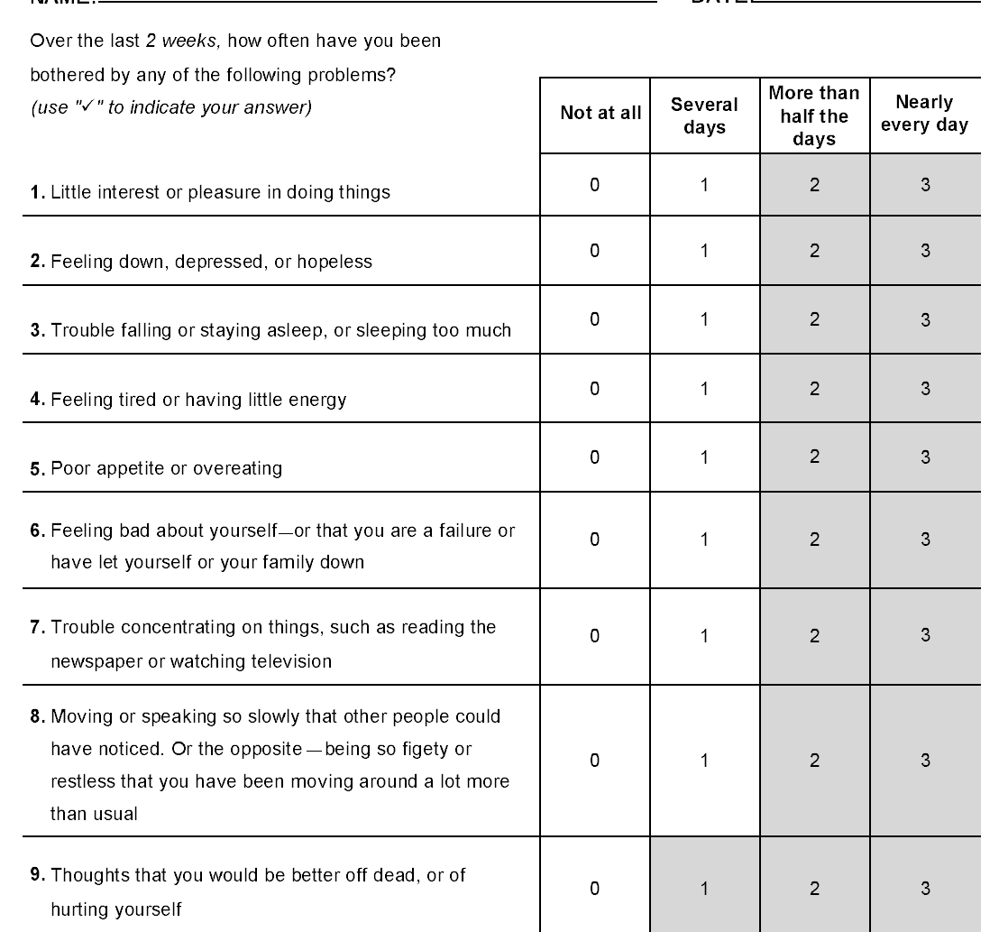 NAME: DATE:
Over the last 2 weeks, how often have you been
bothered by any of the following problems?
(use "✓" to indicate your answer)
Not at all
Several
days
More than
half the
days
Nearly
every day
1. Little interest or pleasure in doing things 0 1 2 3
2. Feeling down, depressed, or hopeless 0 1 2 3
3. Trouble falling or staying asleep, or sleeping too much 0 1 2 3
4. Feeling tired or having little energy 0 1 2 3
5. Poor appetite or overeating 0 1 2 3
6. Feeling bad about yourself—or that you are a failure or
have let yourself or your family down 0 1 2 3
7. Trouble concentrating on things, such as reading the
newspaper or watching television 0 1 2 3
8. Moving or speaking so slowly that other people could
have noticed. Or the opposite—being so figety or
restless that you have been moving around a lot more
than usual 0 1 2 3
9. Thoughts that you would be better off dead, or of
hurting yourself 0 1 2 3